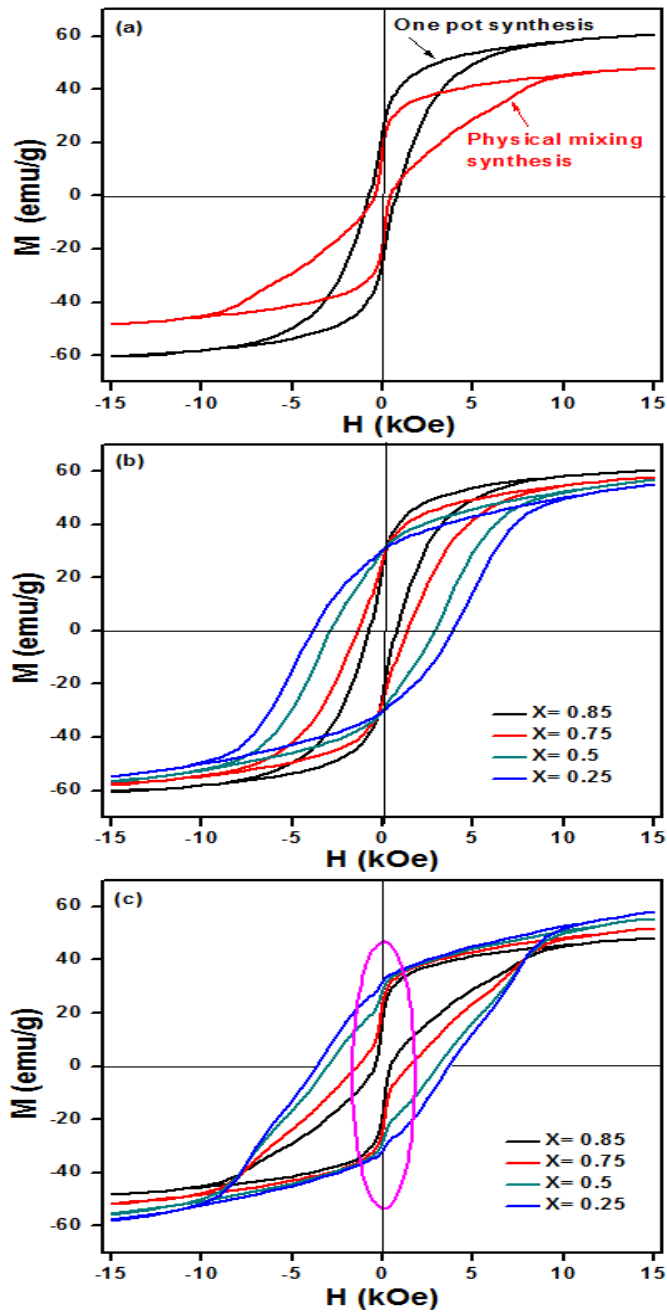 (a)
One pot synthesis
Physical mixing
synthesis
M (emu/g)
60
40
20
0
-20
-40
-60
-15
-10
-5
0
5
10
15
H (kOe)
(b)
M (emu/g)
60
40
20
0
-20
-40
-60
X= 0.85
X= 0.75
X= 0.5
X= 0.25
-15
-10
-5
0
5
10
15
H (kOe)
(c)
M (emu/g)
60
40
20
0
-20
-40
-60
X= 0.85
X= 0.75
X= 0.5
X= 0.25
-15
-10
-5
0
5
10
15
H (kOe)